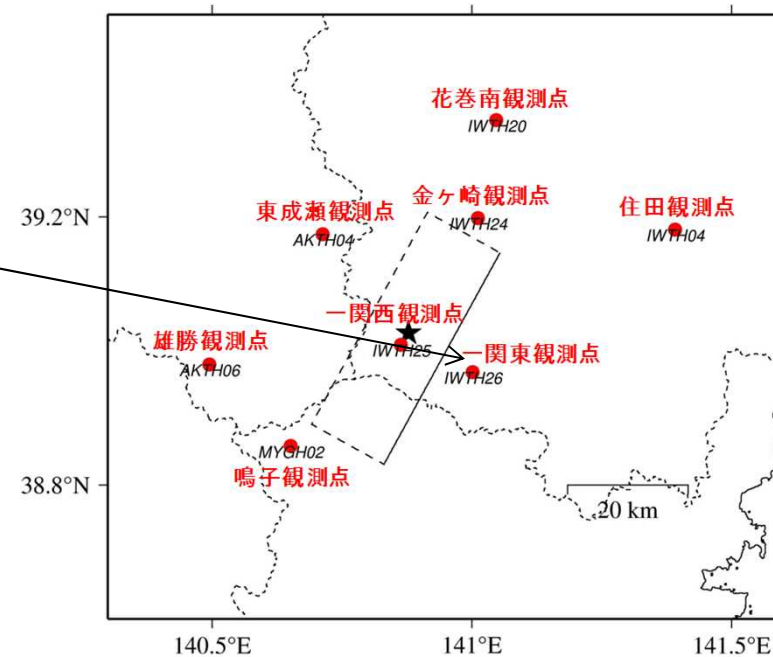 花巻南観測点
IWTH20
金ヶ崎観測点
IWTH24
東成瀬観測点
AKTH04
住田観測点
IWTH04
39.2°N
一関西観測点
IWTH25
雄勝観測点
AKTH06
一関東観測点
IWTH26
MYGH02
鳴子観測点
38.8°N
20 km
140.5°E
141°E
141.5°E